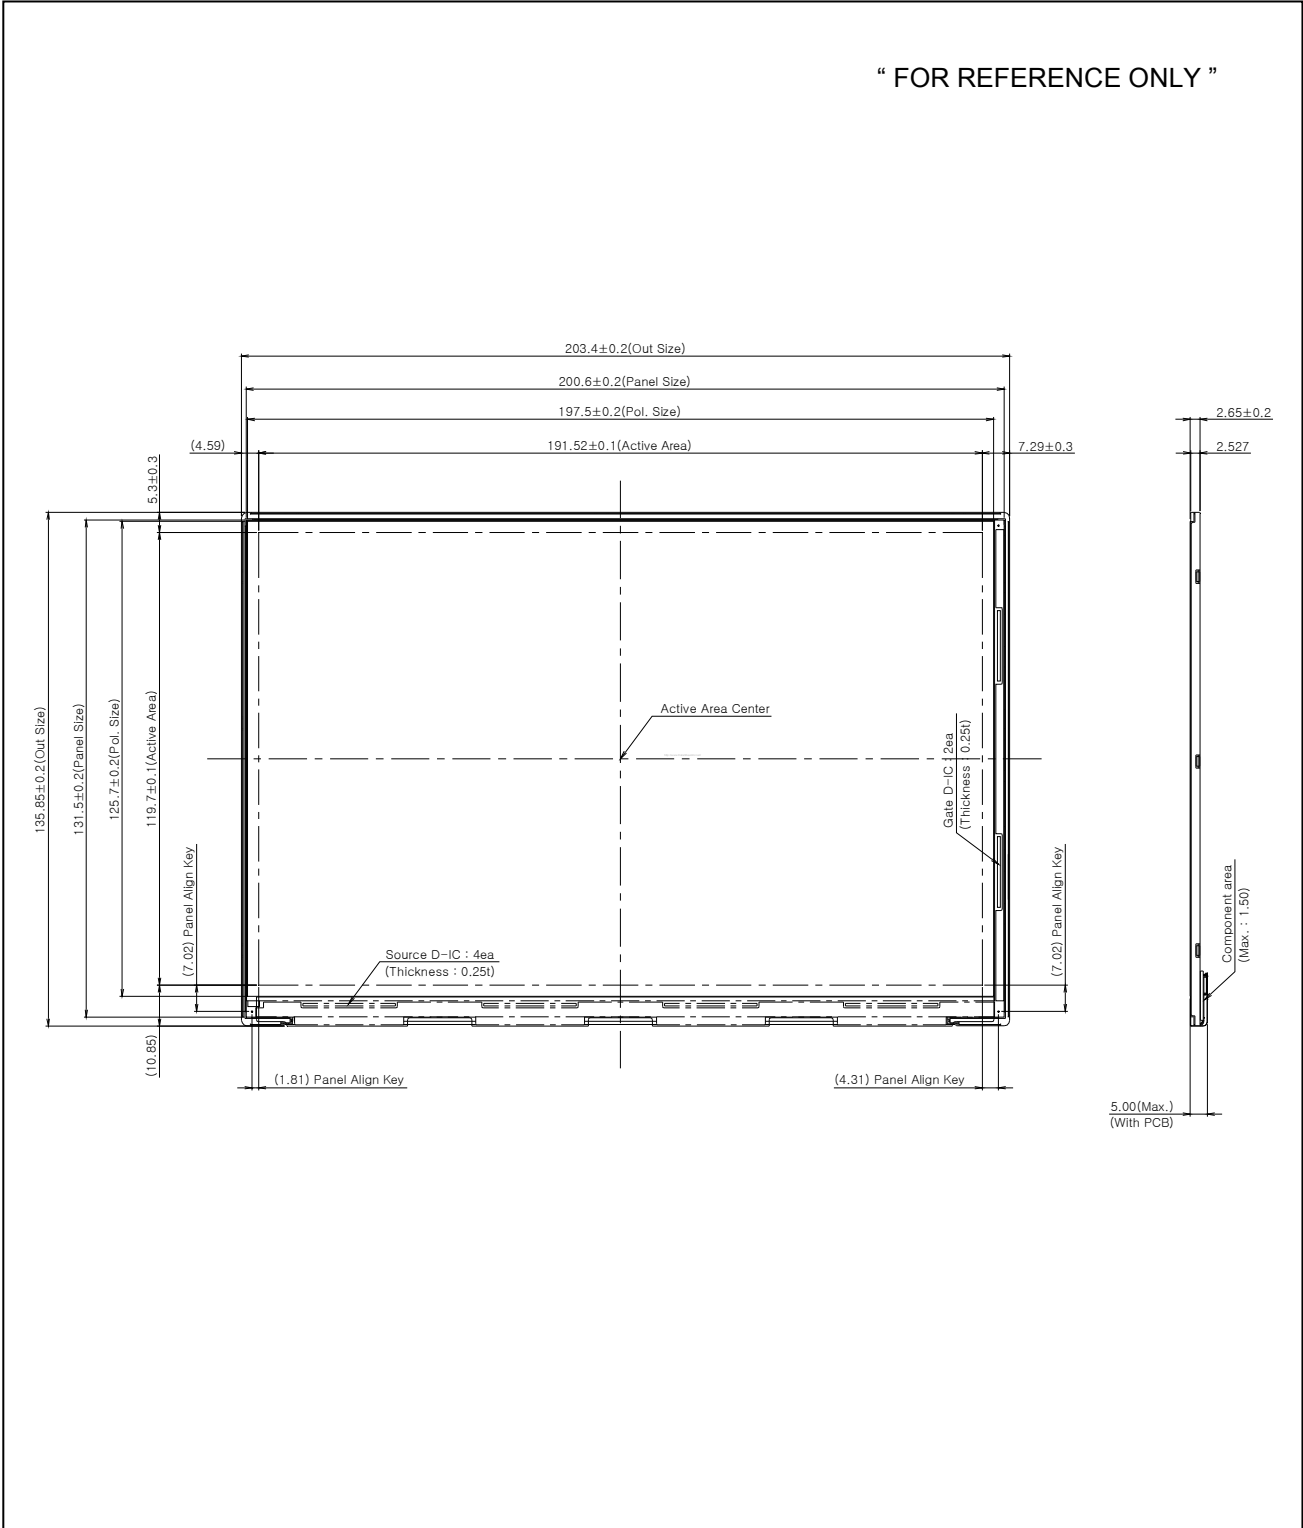 “ FOR REFERENCE ONLY ”
203.4±0.2(Out Size)
200.6±0.2(Panel Size)
197.5±0.2(Pol. Size)
2.65±0.2
(4.59)
191.52±0.1(Active Area)
7.29±0.3
2.527
5.3±0.3
135.85±0.2(Out Size)
131.5±0.2(Panel Size)
125.7±0.2(Pol. Size)
119.7±0.1(Active Area)
Active Area Center
Gate D-IC : 2ea
(Thickness : 0.25t)
(7.02) Panel Align Key
(7.02) Panel Align Key
Component area
(Max. : 1.50)
Source D-IC : 4ea
(Thickness : 0.25t)
(10.85)
(1.81) Panel Align Key
(4.31) Panel Align Key
5.00(Max.)
(With PCB)